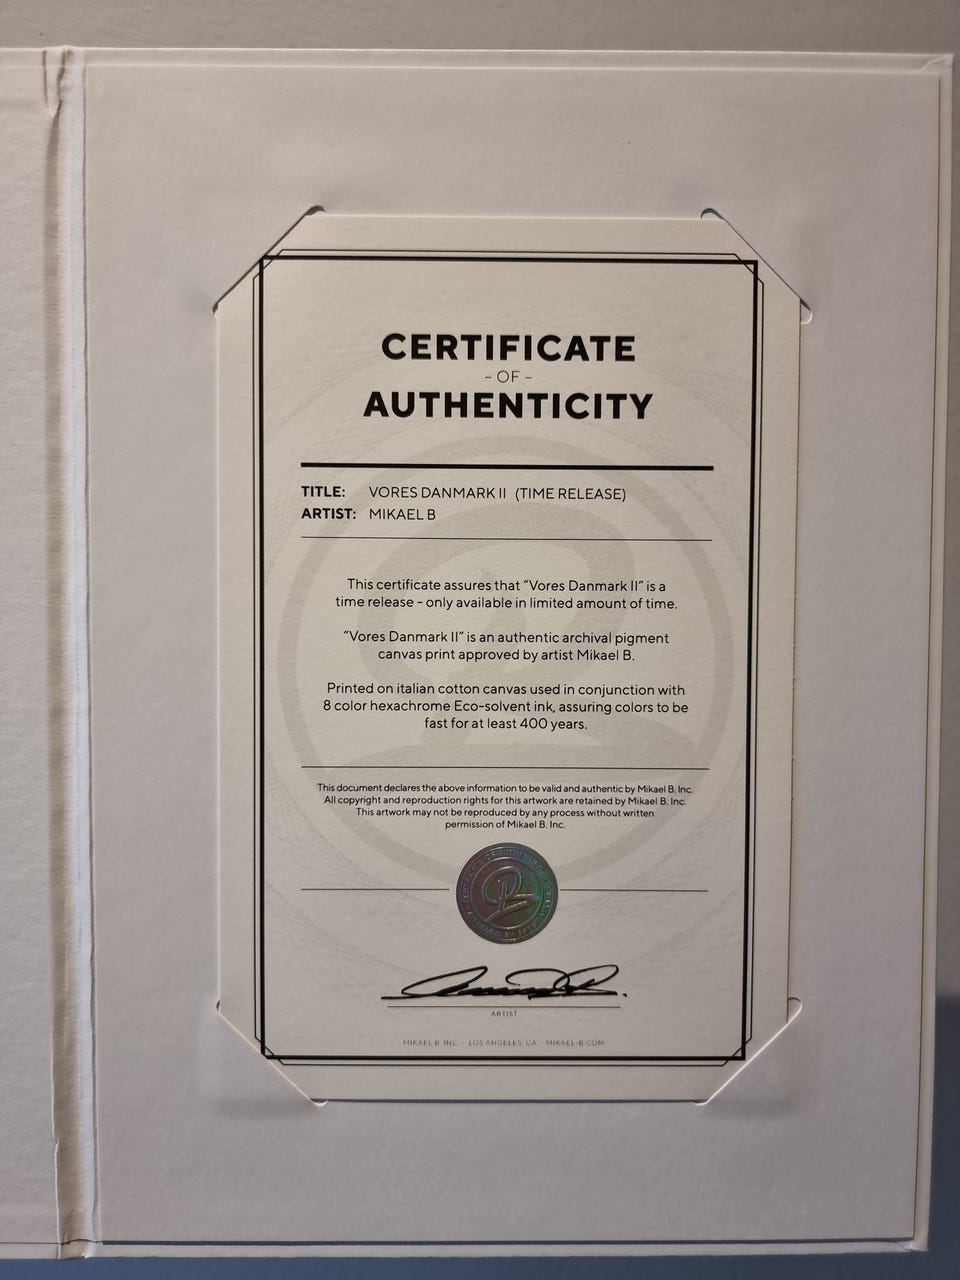 CERTIFICATE
- OF -
AUTHENTICITY
TITLE: VORES DANMARK II (TIME RELEASE)
ARTIST: MIKAEL B
This certificate assures that “Vores Danmark II” is a
time release - only available in limited amount of time.
“Vores Danmark II” is an authentic archival pigment
canvas print approved by artist Mikael B.
Printed on italian cotton canvas used in conjunction with
8 color hexachrome Eco-solvent ink, assuring colors to be
fast for at least 400 years.
This document declares the above information to be valid and authentic by Mikael B. Inc.
All copyright and reproduction rights for this artwork are retained by Mikael B. Inc.
This artwork may not be reproduced by any process without written
permission of Mikael B. Inc.
ARTIST
MIKAEL B INC. · LOS ANGELES, CA · MIKAEL-B.COM